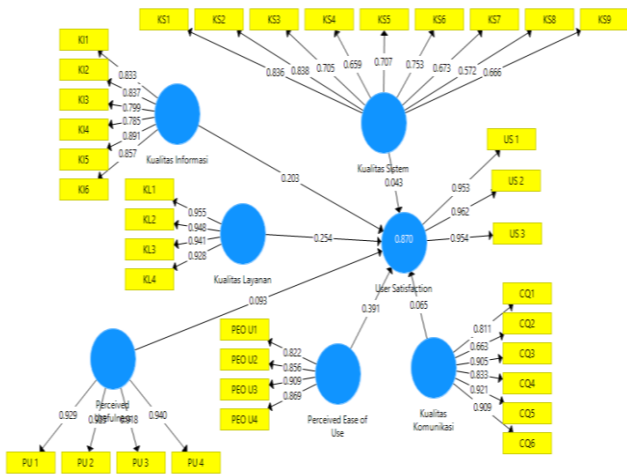 KS1
KS2
KS3
KS4
KS5
KS6
KS7
KS8
KS9
0.836
0.838
0.705
0.659
0.707
0.753
0.673
0.572
0.666
Kualitas Sistem
0.043
KI1
KI2
KI3
KI4
KI5
KI6
0.833
0.837
0.799
0.785
0.891
0.857
Kualitas Informasi
0.203
US 1
US 2
US 3
0.953
0.962
0.954
0.870
User Satisfaction
KL1
KL2
KL3
KL4
0.955
0.948
0.941
0.928
Kualitas Layanan
0.254
0.093
Perceived
Usefulness
0.929
0.918
0.940
PU 1
PU 2
PU 3
PU 4
PEO U1
PEO U2
PEO U3
PEO U4
0.822
0.856
0.909
0.869
Perceived Ease of
Use
0.391
0.065
Kualitas
Komunikasi
0.811
0.663
0.905
0.833
0.921
0.909
CQ1
CQ2
CQ3
CQ4
CQ5
CQ6